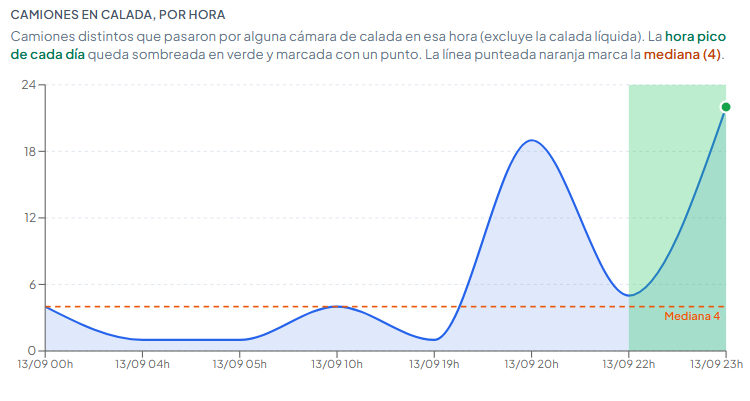 CAMIONES EN CALADA, POR HORA
Camiones distintos que pasaron por alguna cámara de calada en esa hora (excluye la calada líquida). La hora pico
de cada día queda sombreada en verde y marcada con un punto. La línea punteada naranja marca la mediana (4).
24
18
12
6
0
Mediana 4
13/09 00h 13/09 04h 13/09 05h 13/09 10h 13/09 19h 13/09 20h 13/09 22h 13/09 23h